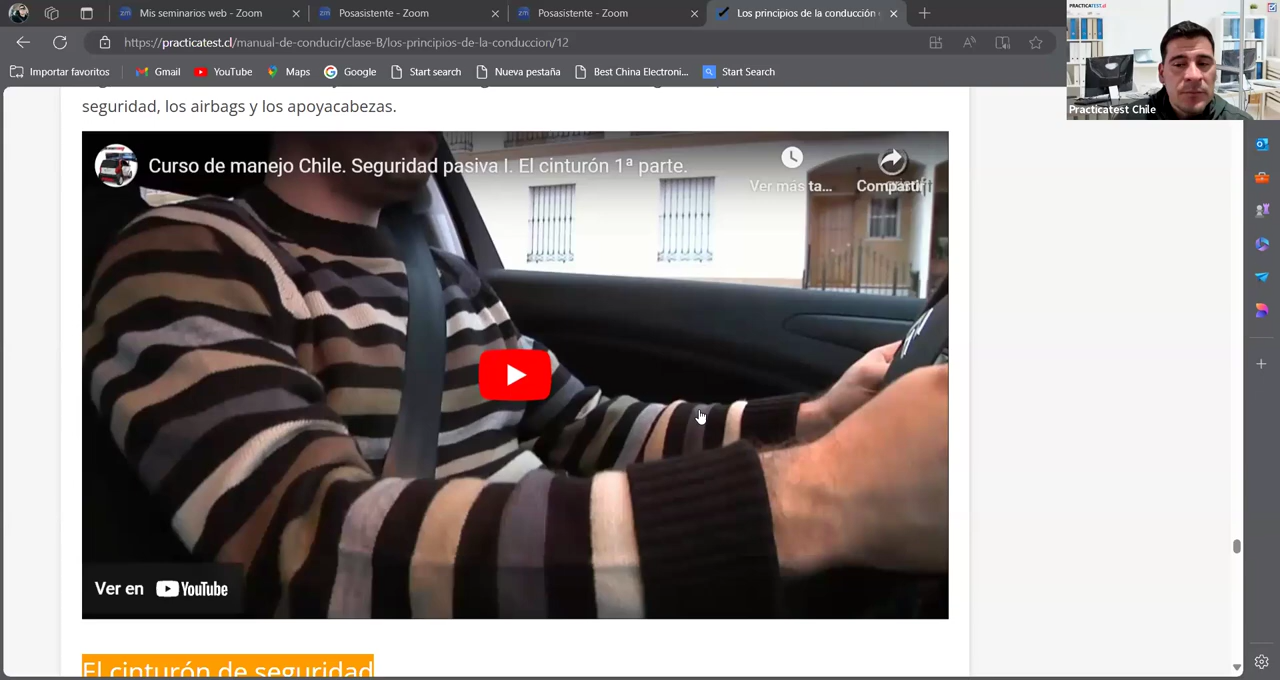 Mis seminarios web - Zoom
Posasistente - Zoom
Posasistente - Zoom
Los principios de la conducción
https://practicatest.cl/manual-de-conducir/clase-B/los-principios-de-la-conduccion/12
Importar favoritos
Gmail
YouTube
Maps
Google
Start search
Nueva pestaña
Best China Electroni...
Start Search
PRACTICATEST.cl
Practicatest Chile
seguridad, los airbags y los apoyacabezas.
Curso de manejo Chile. Seguridad pasiva I. El cinturón 1ª parte.
Ver más ta...
Compartir
Ver en YouTube
El cinturón de seguridad